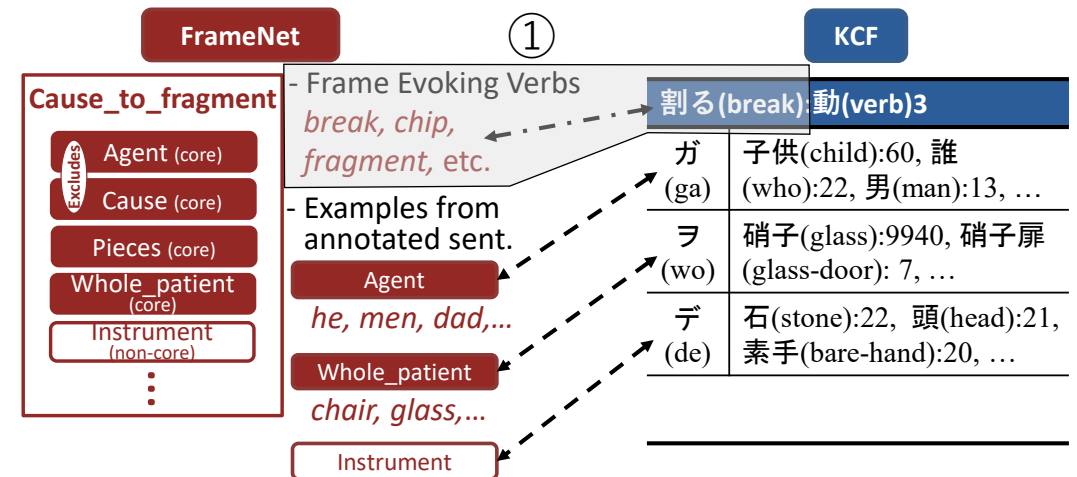 FrameNet
①
KCF
Cause_to_fragment
Excludes
Agent (core)
Cause (core)
Pieces (core)
Whole_patient
(core)
Instrument
(non-core)
⋮
- Frame Evoking Verbs
break, chip,
fragment, etc.
- Examples from
annotated sent.
Agent
he, men, dad,...
Whole_patient
chair, glass,...
Instrument
割る(break):動(verb)3
ガ
(ga)
子供(child):60, 誰
(who):22, 男(man):13, …
ヲ
(wo)
硝子(glass):9940, 硝子扉
(glass-door): 7, …
デ
(de)
石(stone):22, 頭(head):21,
素手(bare-hand):20, …